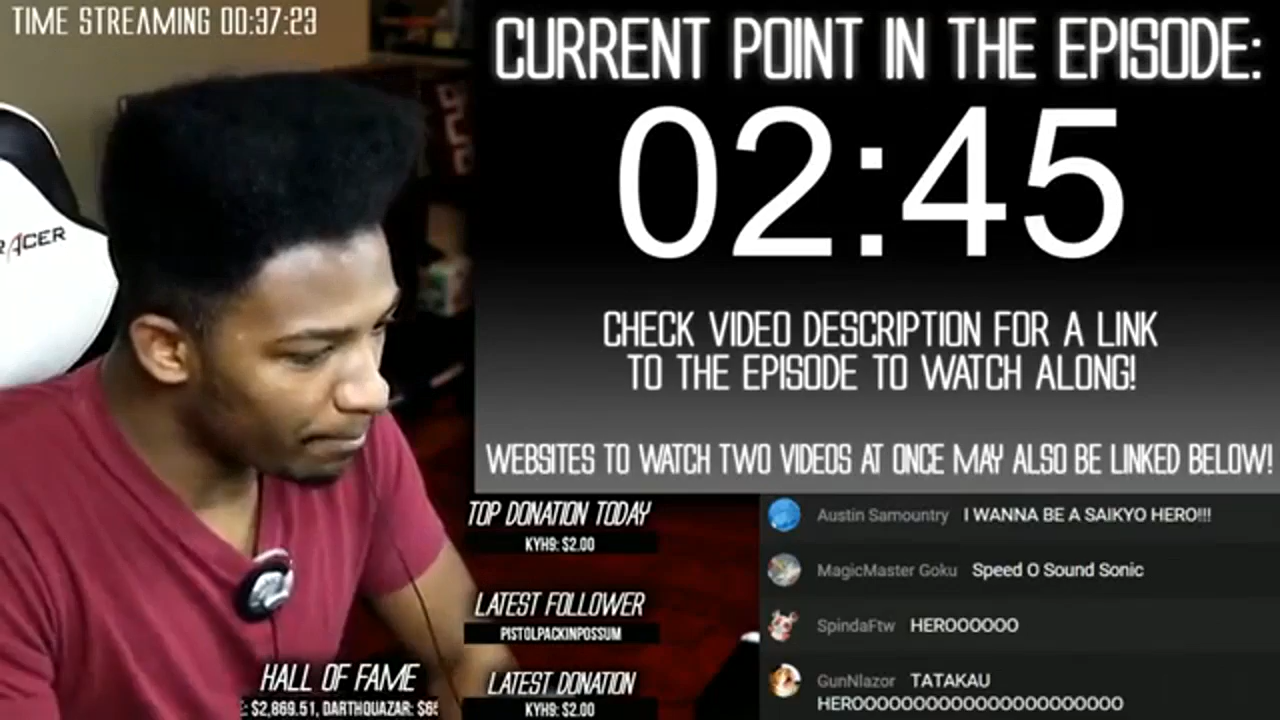 TIME STREAMING 00:37:23
CURRENT POINT IN THE EPISODE:
02:45
RACER
CHECK VIDEO DESCRIPTION FOR A LINK
TO THE EPISODE TO WATCH ALONG!
WEBSITES TO WATCH TWO VIDEOS AT ONCE MAY ALSO BE LINKED BELOW!
TOP DONATION TODAY
KYH9: $2.00
LATEST FOLLOWER
PISTOLPACKINPOSSUM
LATEST DONATION
KYH9: $2.00
HALL OF FAME
: $2,869.51, DARTHQUAZAR: $6
Austin Samountry I WANNA BE A SAIKYO HERO!!!
MagicMaster Goku Speed O Sound Sonic
SpindaFtw HEROOOOOO
GunNlazor TATAKAU
HEROOOOOOOOOOOOOOOOOOOOOOO